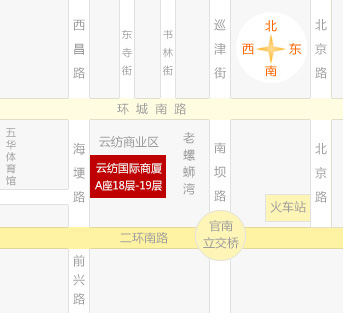 西昌路
东寺街
书林街
巡津街
北京路
北
西
东
南
环城南路
五华体育馆
海埂路
云纺商业区
云纺国际商厦
A座18层-19层
老螺蛳湾
南坝路
北京路
火车站
官南
立交桥
二环南路
前兴路